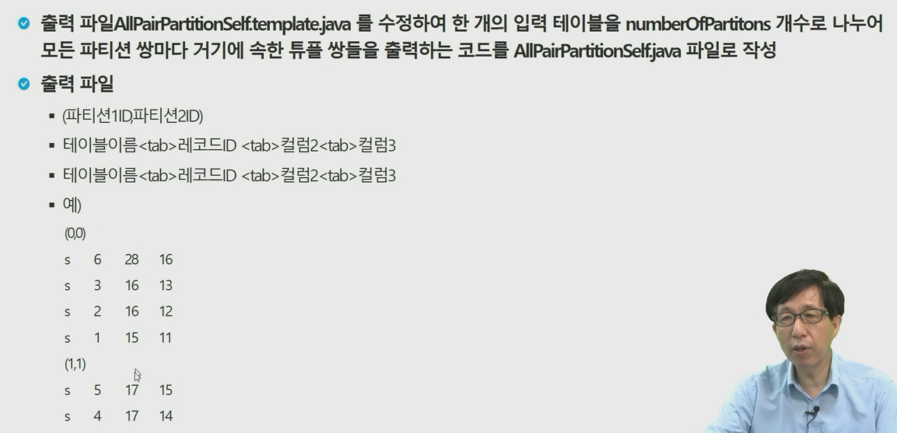 출력 파일AllPairPartitionSelf.template.java 를 수정하여 한 개의 입력 테이블을 numberOfPartitons 개수로 나누어
모든 파티션 쌍마다 거기에 속한 튜플 쌍들을 출력하는 코드를 AllPairPartitionSelf.java 파일로 작성
출력 파일
(파티션1ID,파티션2ID)
테이블이름<tab>레코드ID <tab>컬럼2<tab>컬럼3
테이블이름<tab>레코드ID <tab>컬럼2<tab>컬럼3
예)
(0,0)
s 6 28 16
s 3 16 13
s 2 16 12
s 1 15 11
(1,1)
s 5 17 15
s 4 17 14